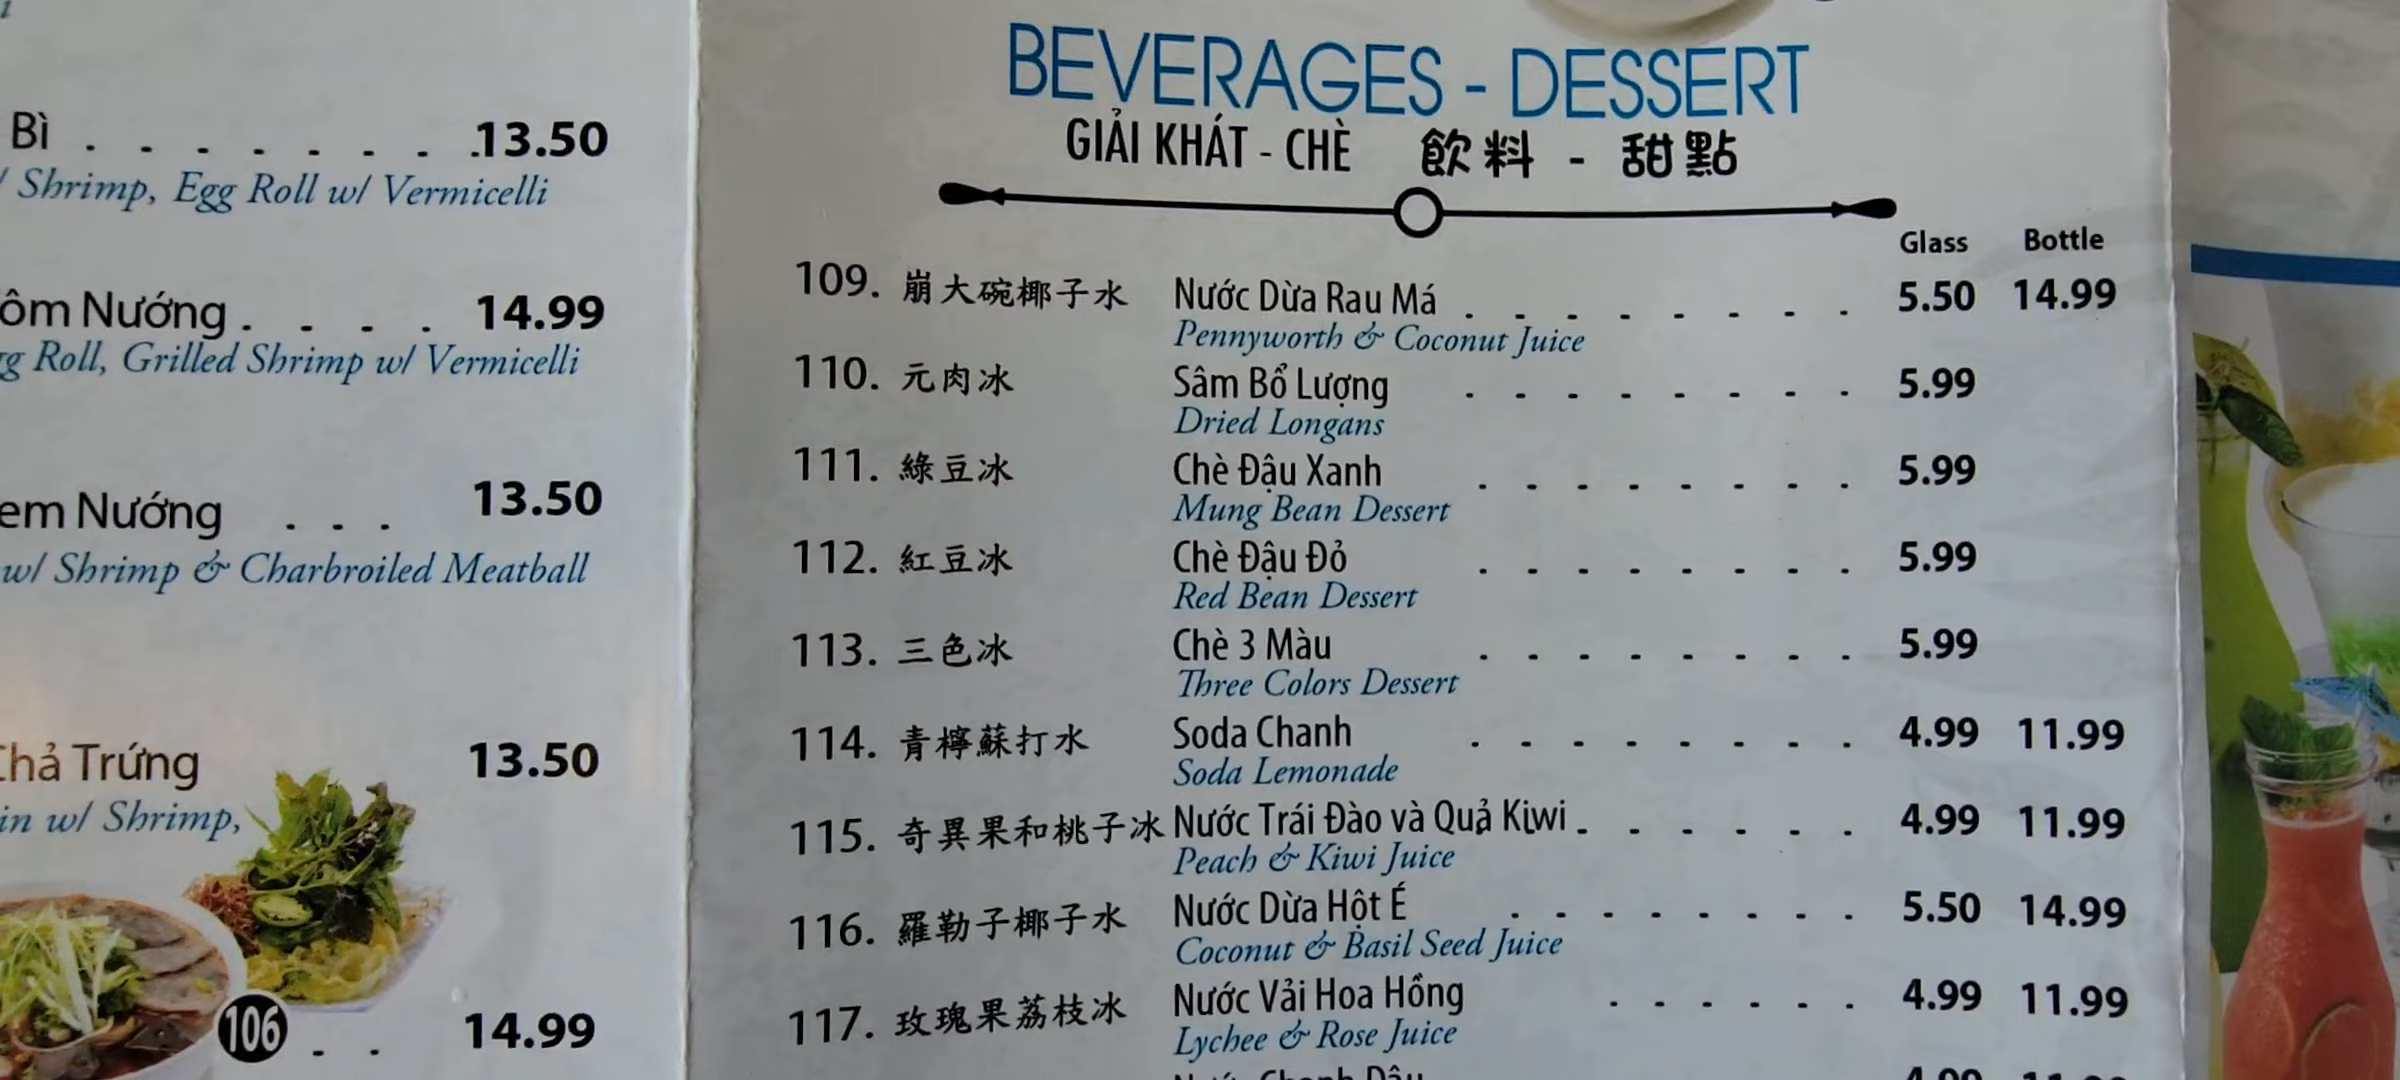 Bì . . . . . . . . 13.50
Shrimp, Egg Roll w/ Vermicelli
ôm Nướng . . . . 14.99
Roll, Grilled Shrimp w/ Vermicelli
em Nướng . . . 13.50
w/ Shrimp & Charbroiled Meatball
Chả Trứng 13.50
in w/ Shrimp,
106 . . 14.99
BEVERAGES - DESSERT
GIẢI KHÁT - CHÈ 飲料 - 甜點
Glass Bottle
109. 崩大碗椰子水 Nước Dừa Rau Má . . . . . . . . 5.50 14.99
Pennyworth & Coconut Juice
110. 元肉冰 Sâm Bổ Lượng . . . . . . . . 5.99
Dried Longans
111. 綠豆冰 Chè Đậu Xanh . . . . . . . . 5.99
Mung Bean Dessert
112. 紅豆冰 Chè Đậu Đỏ . . . . . . . . 5.99
Red Bean Dessert
113. 三色冰 Chè 3 Màu . . . . . . . . 5.99
Three Colors Dessert
114. 青檸蘇打水 Soda Chanh . . . . . . . . 4.99 11.99
Soda Lemonade
115. 奇異果和桃子冰 Nước Trái Đào và Quả Kiwi . . . . . . 4.99 11.99
Peach & Kiwi Juice
116. 羅勒子椰子水 Nước Dừa Hột É . . . . . . . . 5.50 14.99
Coconut & Basil Seed Juice
117. 玫瑰果荔枝冰 Nước Vải Hoa Hồng . . . . . . 4.99 11.99
Lychee & Rose Juice